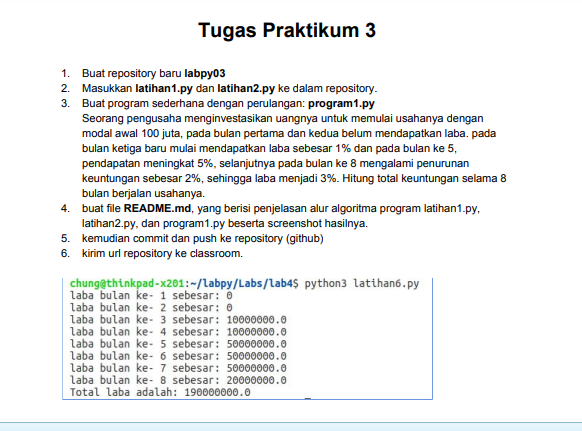 Tugas Praktikum 3
1. Buat repository baru labpy03
2. Masukkan latihan1.py dan latihan2.py ke dalam repository.
3. Buat program sederhana dengan perulangan: program1.py
Seorang pengusaha menginvestasikan uangnya untuk memulai usahanya dengan
modal awal 100 juta, pada bulan pertama dan kedua belum mendapatkan laba. pada
bulan ketiga baru mulai mendapatkan laba sebesar 1% dan pada bulan ke 5,
pendapatan meningkat 5%, selanjutnya pada bulan ke 8 mengalami penurunan
keuntungan sebesar 2%, sehingga laba menjadi 3%. Hitung total keuntungan selama 8
bulan berjalan usahanya.
4. buat file README.md, yang berisi penjelasan alur algoritma program latihan1.py,
latihan2.py, dan program1.py beserta screenshot hasilnya.
5. kemudian commit dan push ke repository (github)
6. kirim url repository ke classroom.
chung@thinkpad-x201:~/labpy/Labs/lab4$ python3 latihan6.py
laba bulan ke- 1 sebesar: 0
laba bulan ke- 2 sebesar: 0
laba bulan ke- 3 sebesar: 10000000.0
laba bulan ke- 4 sebesar: 10000000.0
laba bulan ke- 5 sebesar: 50000000.0
laba bulan ke- 6 sebesar: 50000000.0
laba bulan ke- 7 sebesar: 50000000.0
laba bulan ke- 8 sebesar: 20000000.0
Total laba adalah: 190000000.0